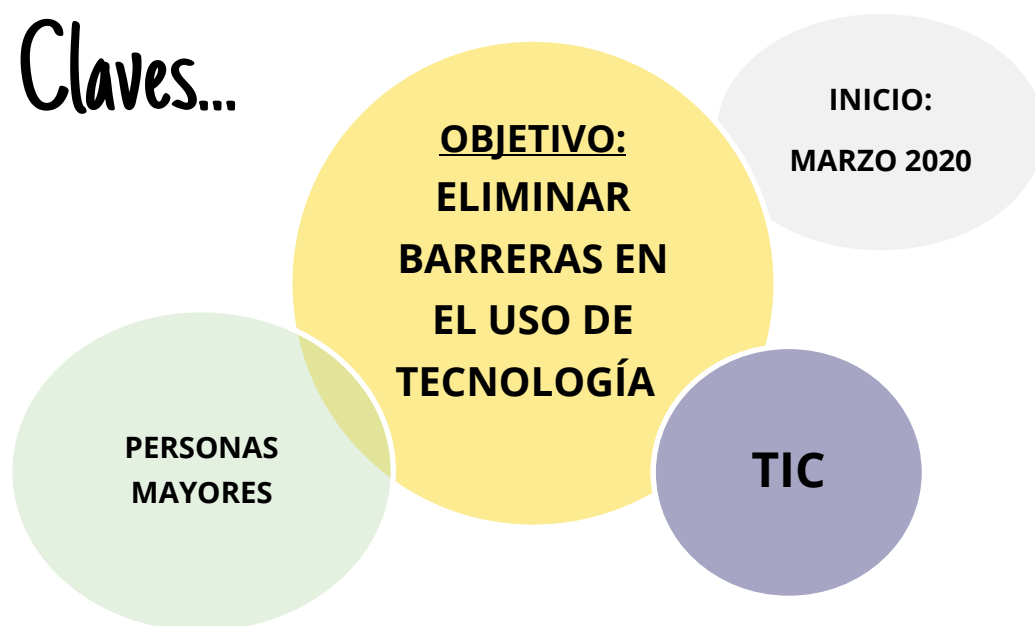 Claves...
OBJETIVO:
ELIMINAR
BARRERAS EN
EL USO DE
TECNOLOGÍA
INICIO:
MARZO 2020
PERSONAS
MAYORES
TIC